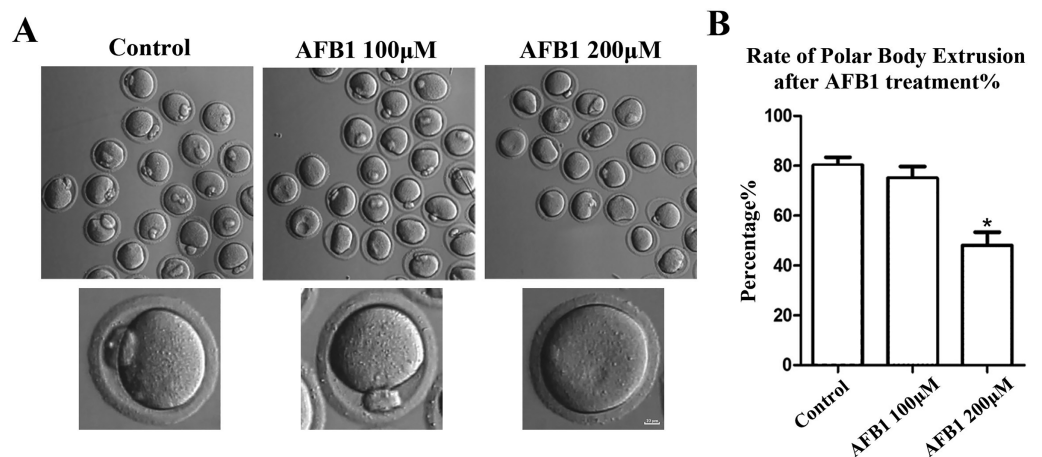 A
Control
AFB1 100μM
AFB1 200μM
B
Rate of Polar Body Extrusion
after AFB1 treatment%
Percentage%
100
80
60
40
80
0
*
Control
AFB1 100μM
AFB1 200μM